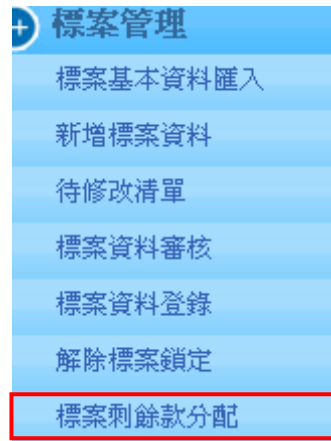 標案管理
標案基本資料匯入
新增標案資料
待修改清單
標案資料審核
標案資料登錄
解除標案鎖定
標案剩餘款分配